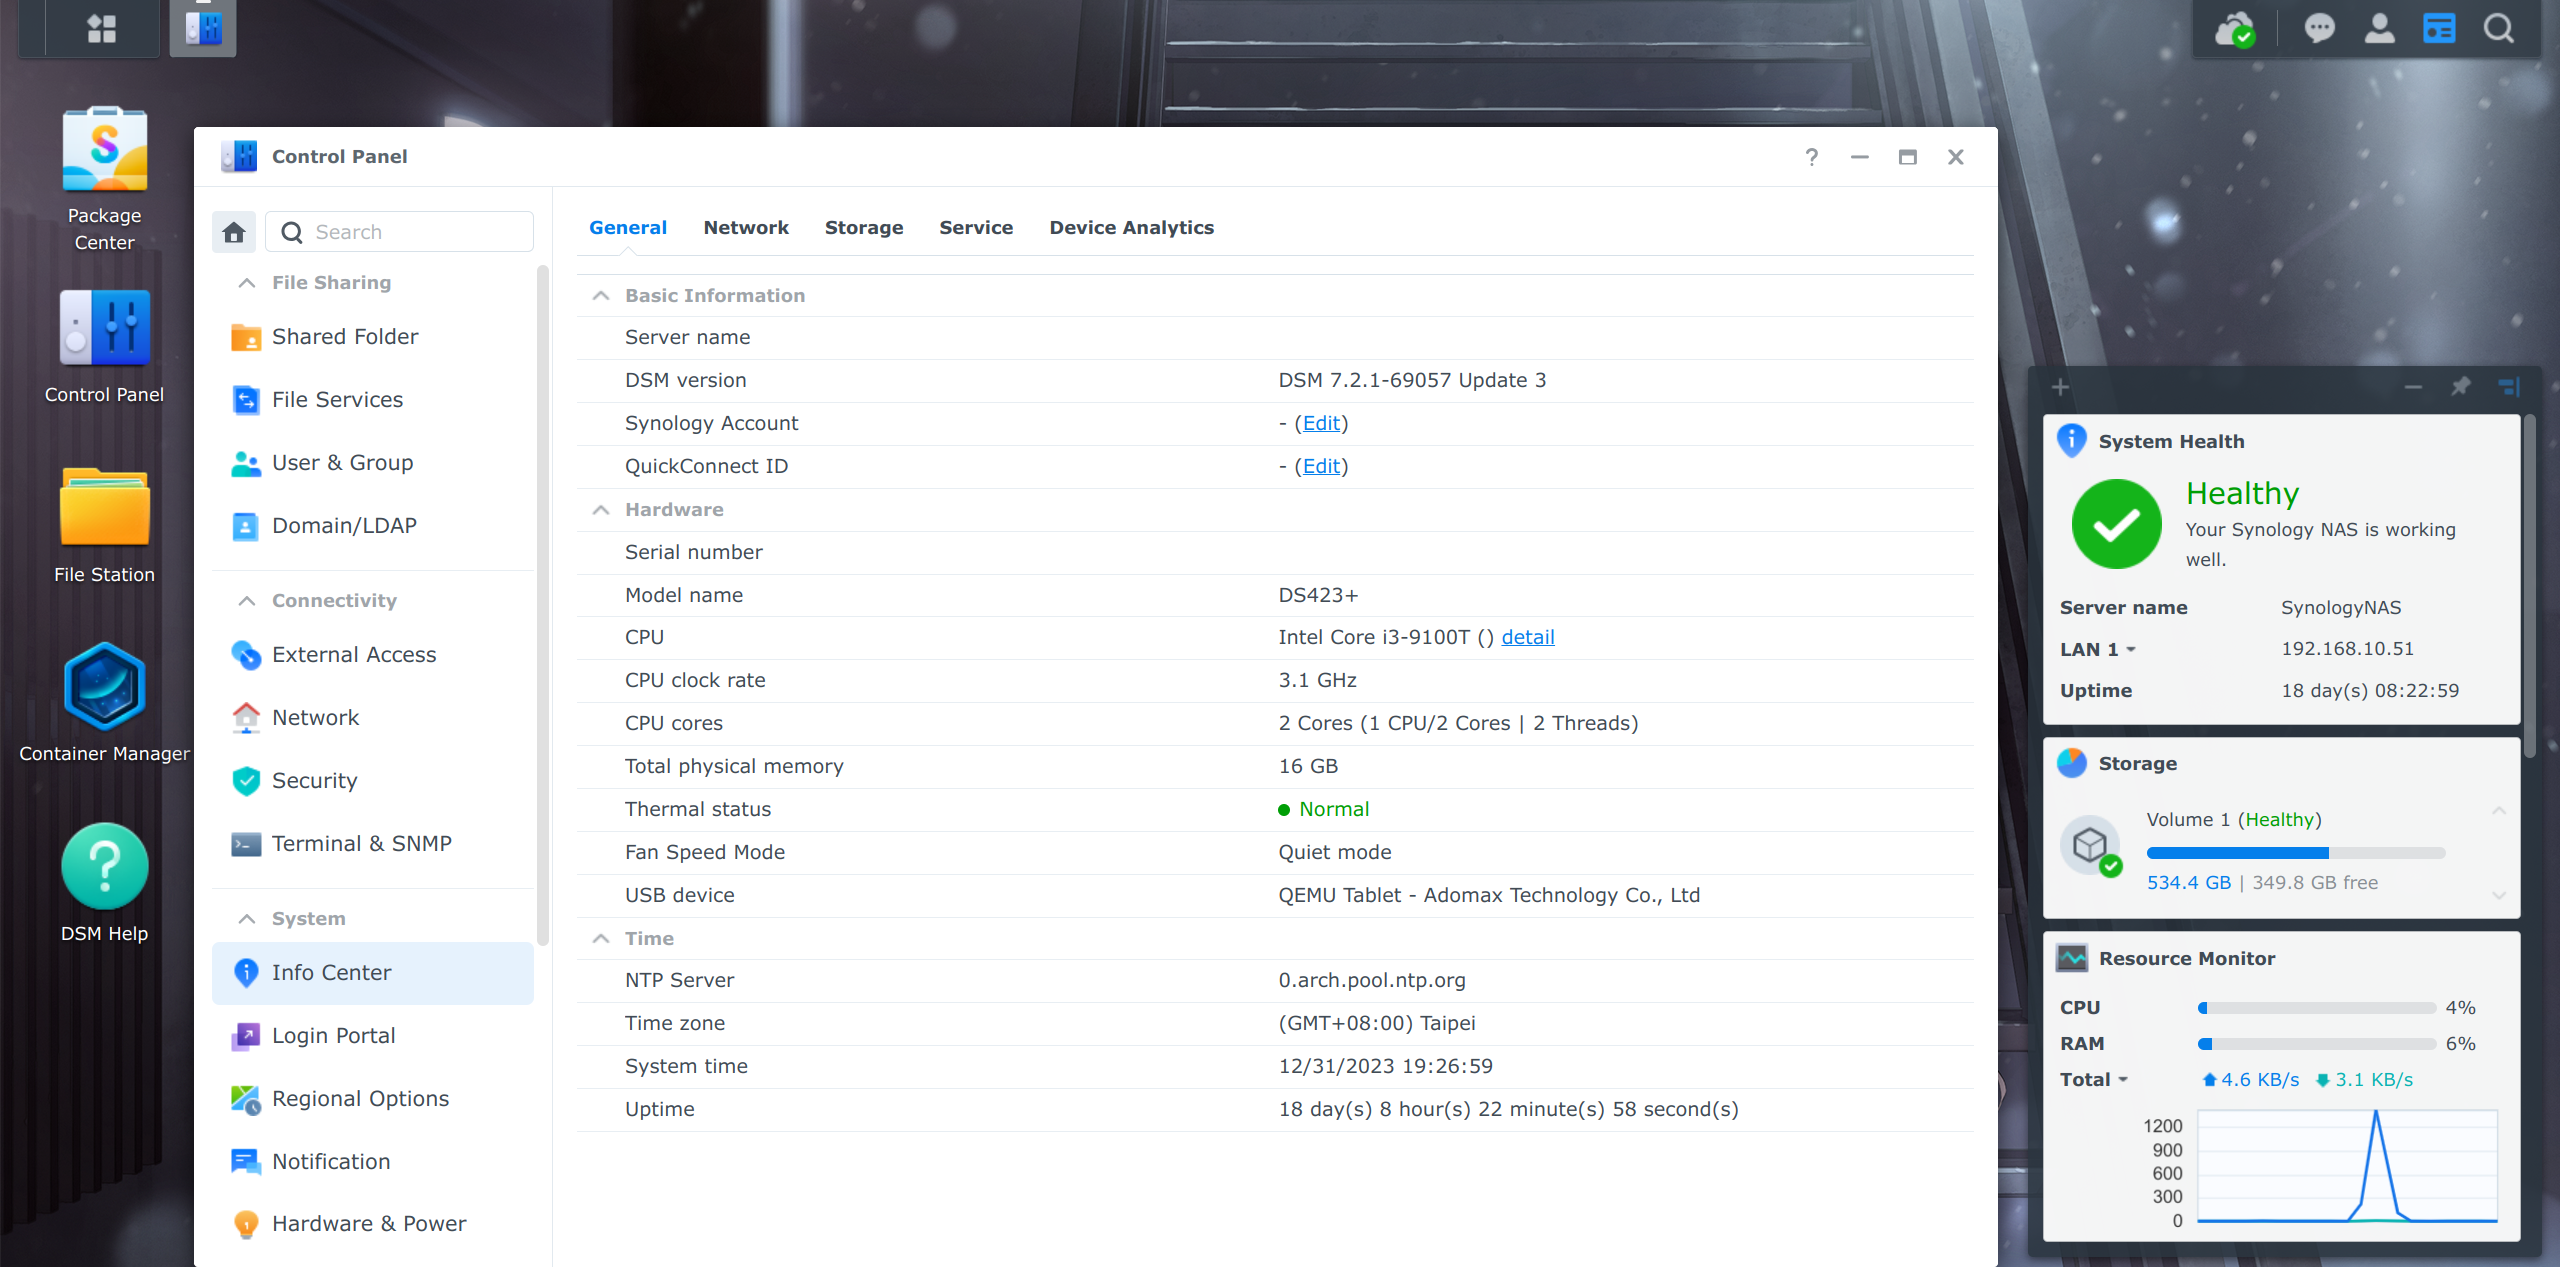 Package
Center
Control Panel
File Station
Container Manager
DSM Help
Control Panel
Search
File Sharing
Shared Folder
File Services
User & Group
Domain/LDAP
Connectivity
External Access
Network
Security
Terminal & SNMP
System
Info Center
Login Portal
Regional Options
Notification
Hardware & Power
General Network Storage Service Device Analytics
Basic Information
Server name
DSM version DSM 7.2.1-69057 Update 3
Synology Account - (Edit)
QuickConnect ID - (Edit)
Hardware
Serial number
Model name DS423+
CPU Intel Core i3-9100T () detail
CPU clock rate 3.1 GHz
CPU cores 2 Cores (1 CPU/2 Cores | 2 Threads)
Total physical memory 16 GB
Thermal status Normal
Fan Speed Mode Quiet mode
USB device QEMU Tablet - Adomax Technology Co., Ltd
Time
NTP Server 0.arch.pool.ntp.org
Time zone (GMT+08:00) Taipei
System time 12/31/2023 19:26:59
Uptime 18 day(s) 8 hour(s) 22 minute(s) 58 second(s)
System Health
Healthy
Your Synology NAS is working
well.
Server name SynologyNAS
LAN 1 192.168.10.51
Uptime 18 day(s) 08:22:59
Storage
Volume 1 (Healthy)
534.4 GB | 349.8 GB free
Resource Monitor
CPU 4%
RAM 6%
Total 4.6 KB/s 3.1 KB/s
1200
900
600
300
0